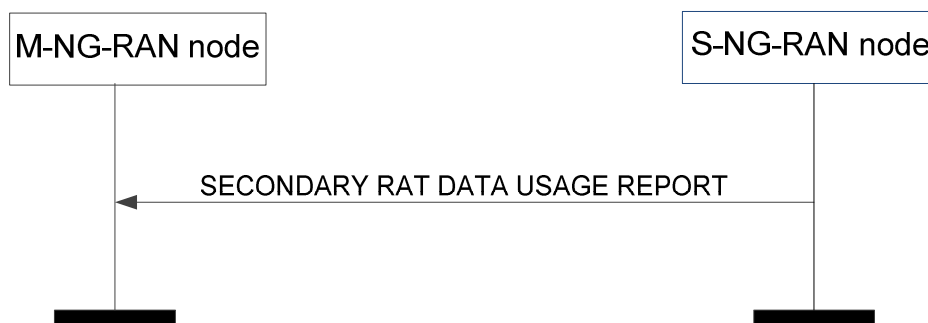 M-NG-RAN node
S-NG-RAN node
SECONDARY RAT DATA USAGE REPORT